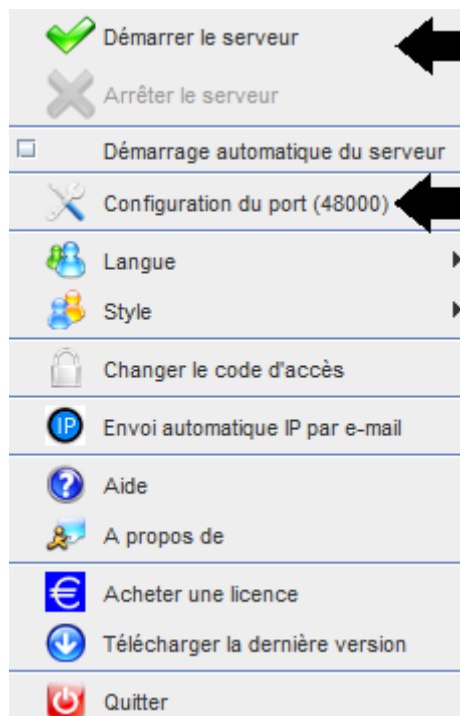 Démarrer le serveur
Arrêter le serveur
Démarrage automatique du serveur
Configuration du port (48000)
Langue
Style
Changer le code d'accès
IP Envoi automatique IP par e-mail
? Aide
A propos de
€ Acheter une licence
Télécharger la dernière version
Quitter